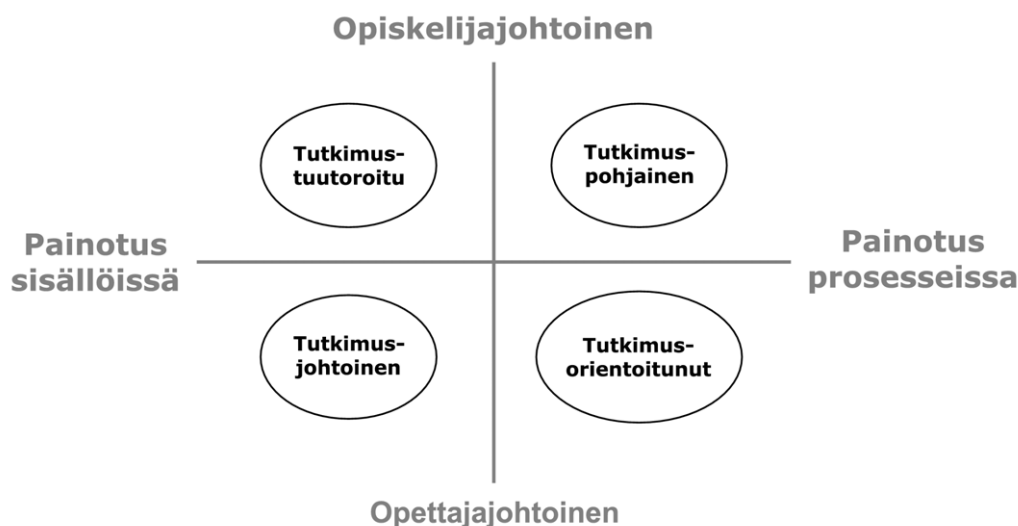 Opiskelijajohtoinen
Tutkimus-
tuutoroitu
Tutkimus-
pohjainen
Painotus
sisällöissä
Painotus
prosesseissa
Tutkimus-
johtoinen
Tutkimus-
orientoitunut
Opettajajohtoinen